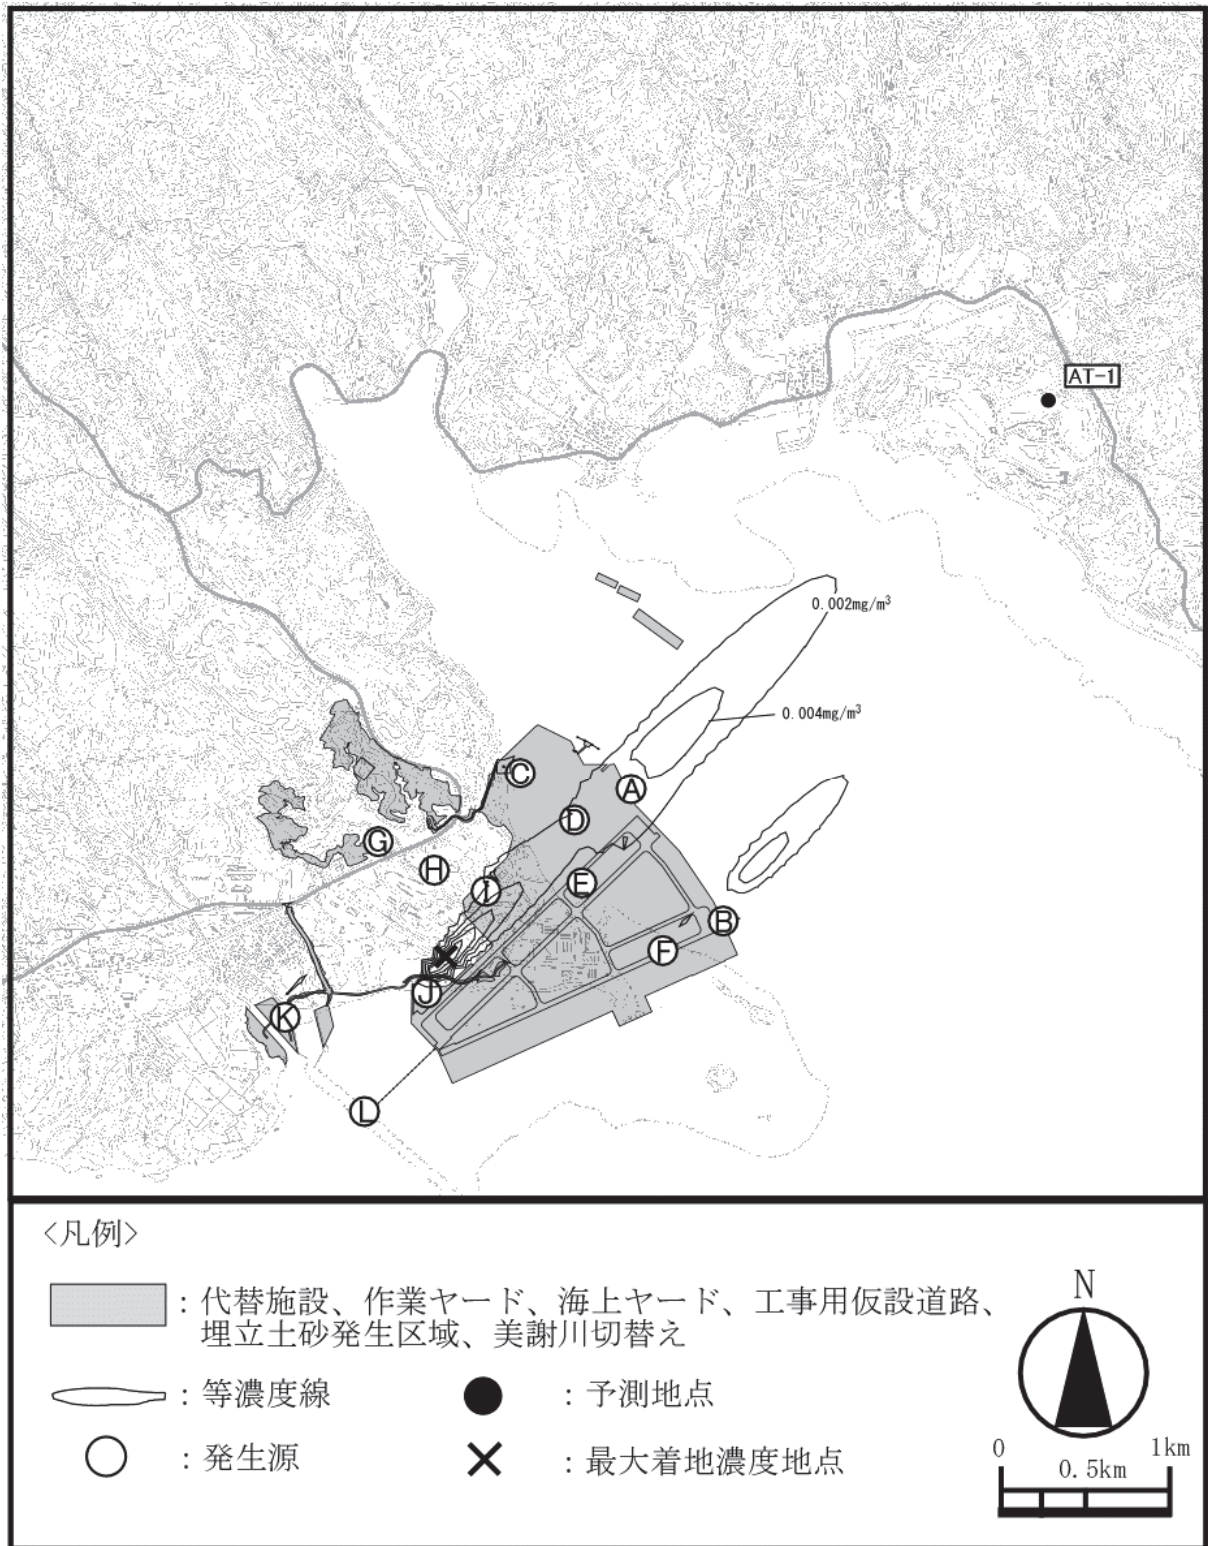 AT-1
0.002mg/m³
0.004mg/m³
C
A
D
G
H
E
I
B
F
J
K
L
<凡例>
：代替施設、作業ヤード、海上ヤード、工事用仮設道路、
埋立土砂発生区域、美謝川切替え
：等濃度線
：予測地点
：発生源
：最大着地濃度地点
N
0
0.5km
1km